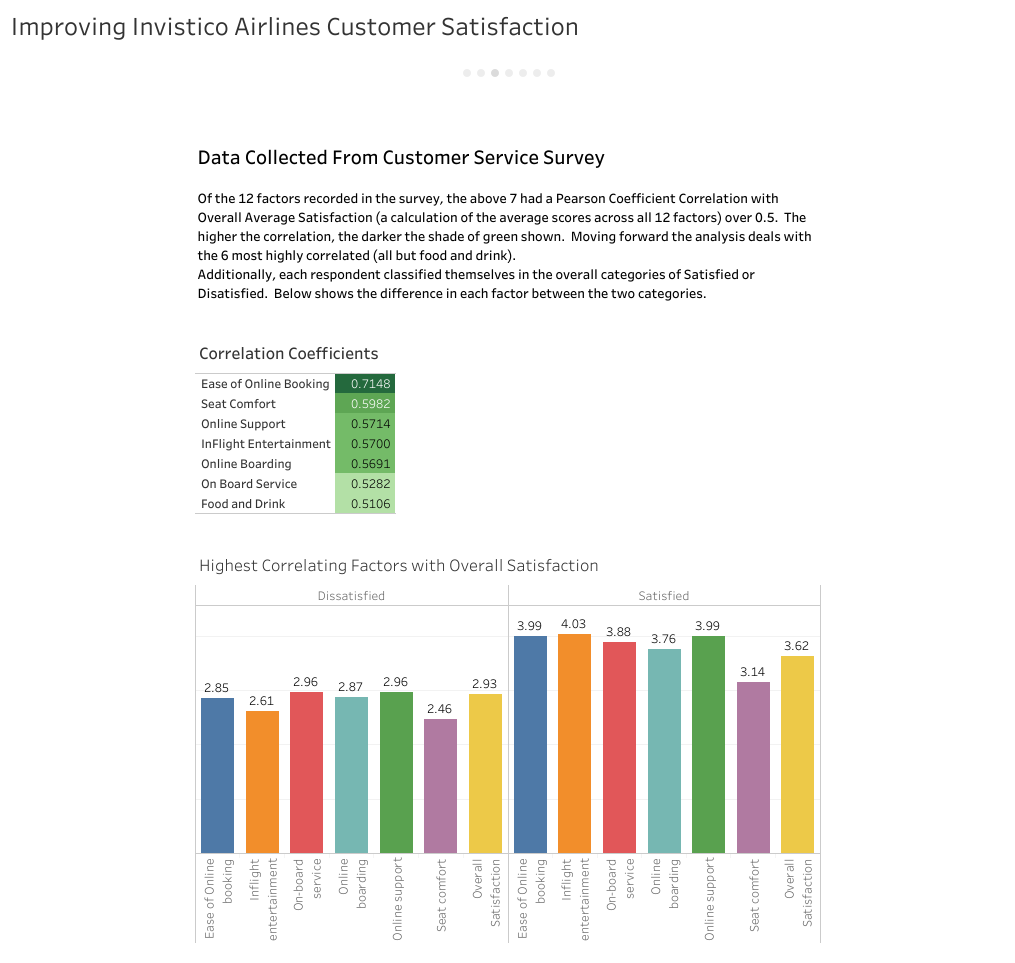 Improving Invistico Airlines Customer Satisfaction
Data Collected From Customer Service Survey
Of the 12 factors recorded in the survey, the above 7 had a Pearson Coefficient Correlation with
Overall Average Satisfaction (a calculation of the average scores across all 12 factors) over 0.5.  The
higher the correlation, the darker the shade of green shown.  Moving forward the analysis deals with
the 6 most highly correlated (all but food and drink).
Additionally, each respondent classified themselves in the overall categories of Satisfied or
Disatisfied.  Below shows the difference in each factor between the two categories.
Correlation Coefficients
Ease of Online Booking 0.7148
Seat Comfort 0.5982
Online Support 0.5714
InFlight Entertainment 0.5700
Online Boarding 0.5691
On Board Service 0.5282
Food and Drink 0.5106
Highest Correlating Factors with Overall Satisfaction
Dissatisfied
2.85
2.61
2.96
2.87
2.96
2.46
2.93
Ease of Online
booking
Inflight
entertainment
On-board
service
Online
boarding
Online support
Seat comfort
Overall
Satisfaction
Satisfied
3.99
4.03
3.88
3.76
3.99
3.14
3.62
Ease of Online
booking
Inflight
entertainment
On-board
service
Online
boarding
Online support
Seat comfort
Overall
Satisfaction